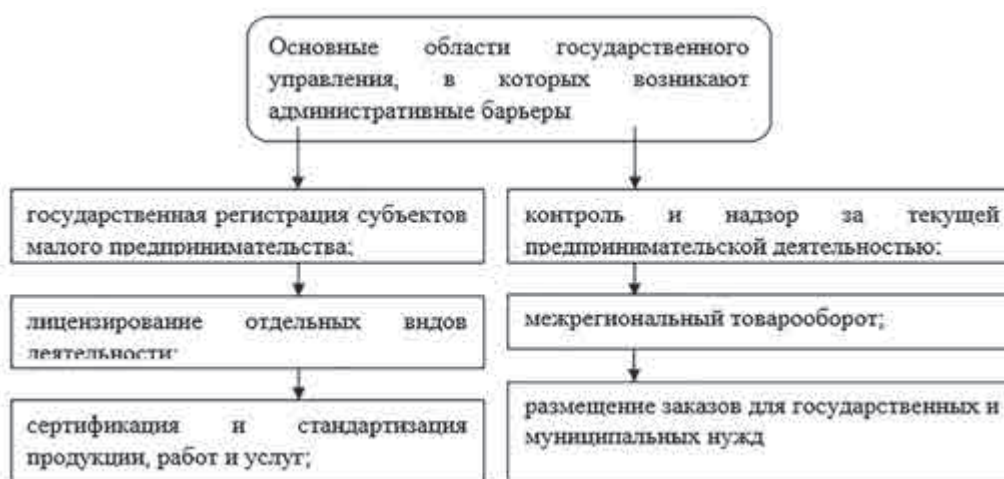 Основные области государственного
управления, в которых возникают
административные барьеры
государственная регистрация субъектов
малого предпринимательства;
лицензирование отдельных видов
деятельности;
сертификация и стандартизация
продукции, работ и услуг;
контроль и надзор за текущей
предпринимательской деятельностью;
межрегиональный товарооборот;
размещение заказов для государственных и
муниципальных нужд